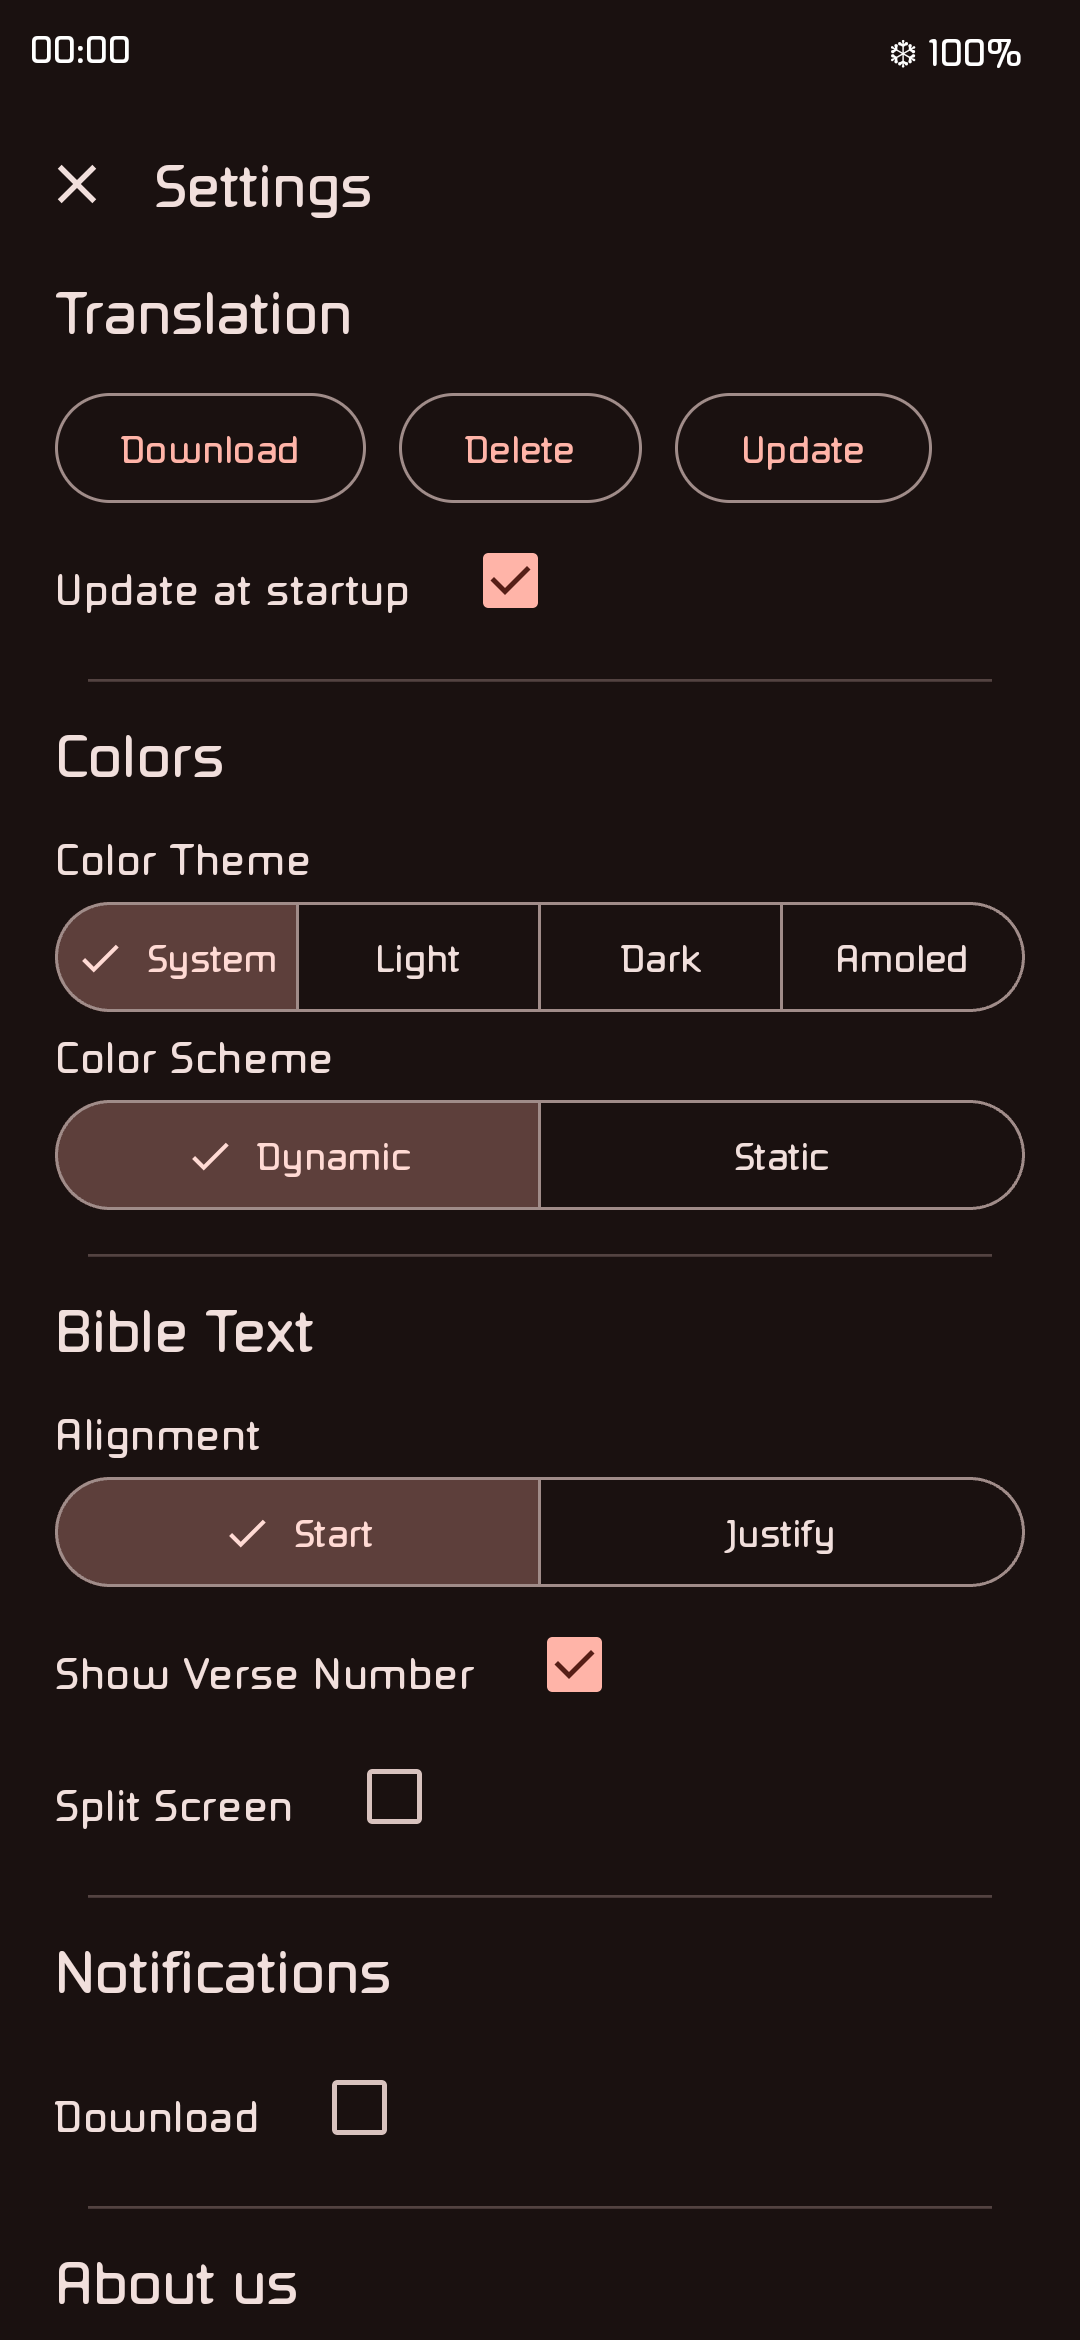 00:00 ❄ 100%
Settings
Translation
Download Delete Update
Update at startup
Colors
Color Theme
System Light Dark Amoled
Color Scheme
Dynamic Static
Bible Text
Alignment
Start Justify
Show Verse Number
Split Screen
Notifications
Download
About us